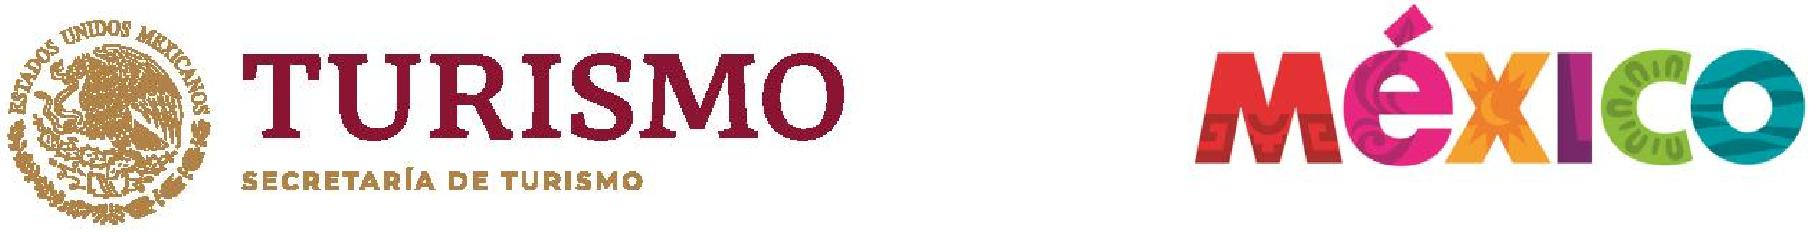 ESTADOS UNIDOS MEXICANOS
TURISMO
SECRETARÍA DE TURISMO
MéXICO